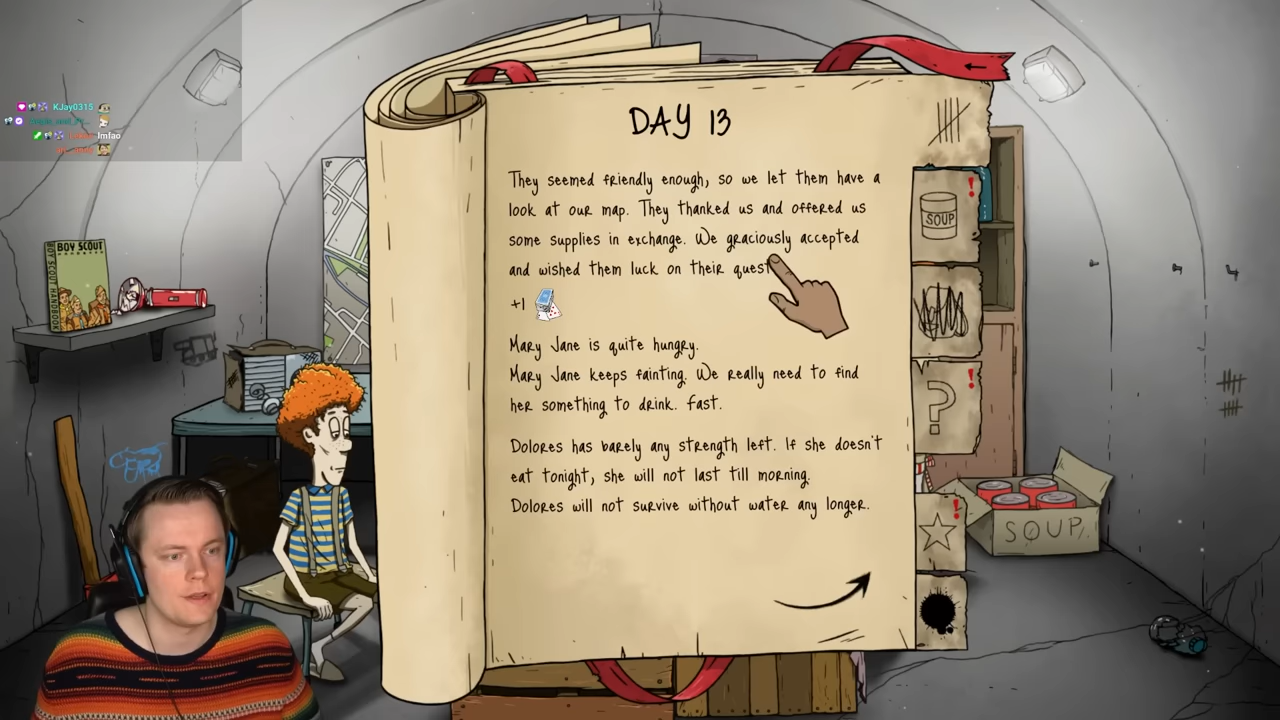 KJay0315
lmfao
BOY SCOUT
BOY SCOUT HANDBOOK
DAY 13
They seemed friendly enough, so we let them have a
look at our map. They thanked us and offered us
some supplies in exchange. We graciously accepted
and wished them luck on their quest
+1
Mary Jane is quite hungry.
Mary Jane keeps fainting. We really need to find
her something to drink. Fast.
Dolores has barely any strength left. If she doesn't
eat tonight, she will not last till morning.
Dolores will not survive without water any longer.
SOUP
?
SOUP